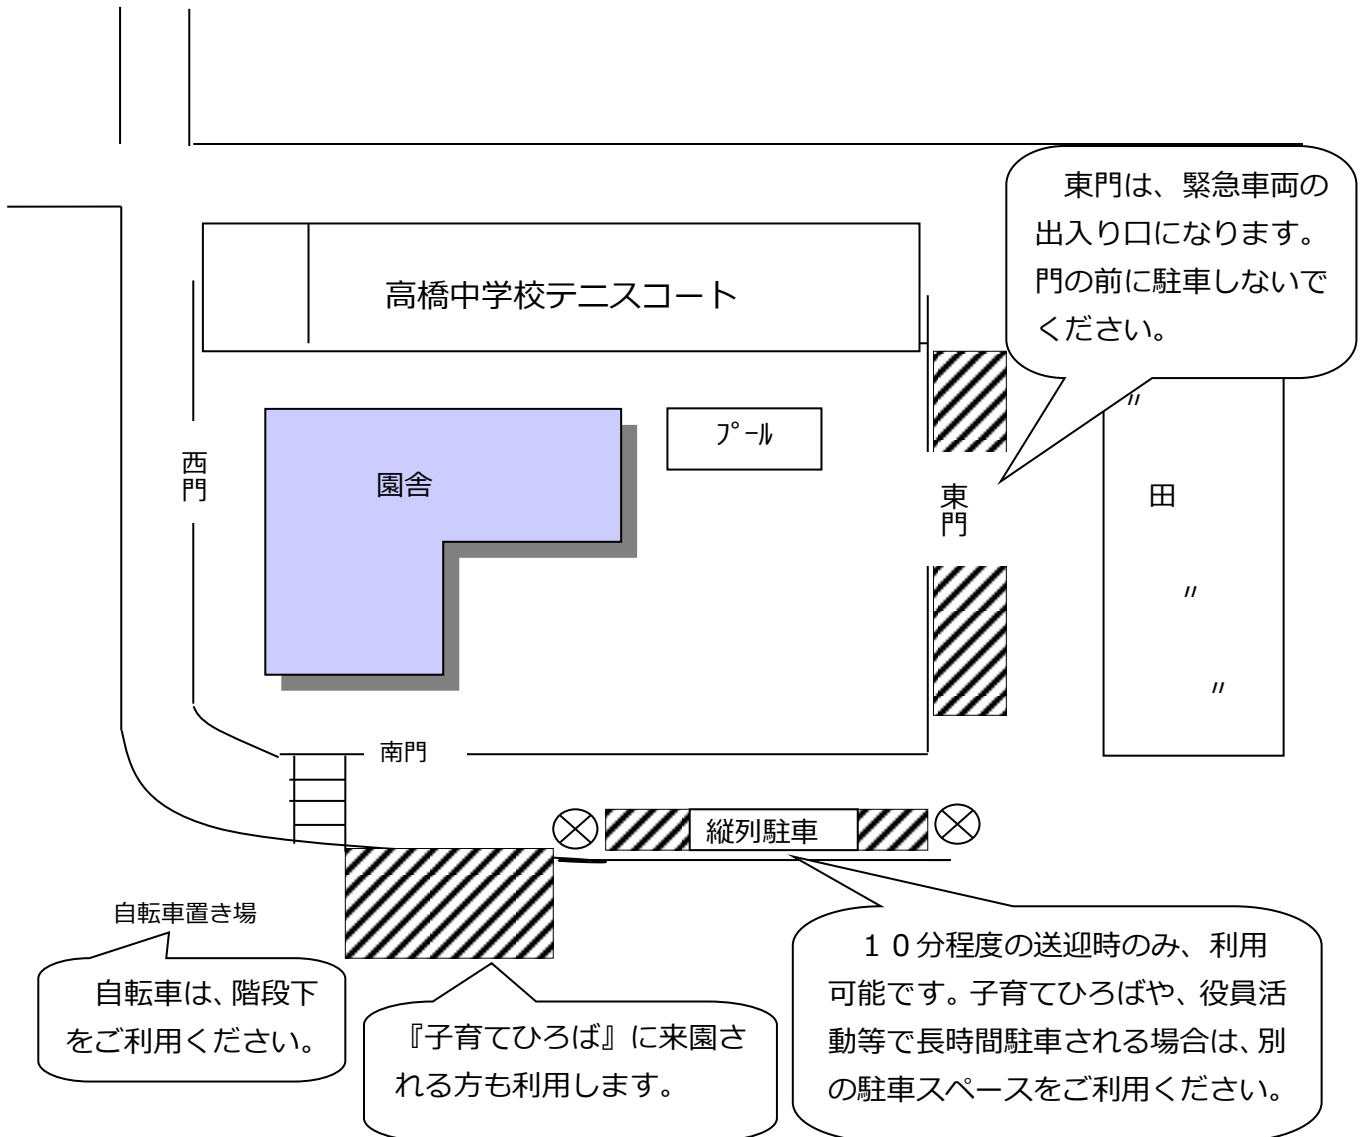 東門は、緊急車両の
出入り口になります。
門の前に駐車しないで
ください。
高橋中学校テニスコート
ﾌﾟｰﾙ
〃
西門
園舎
東門
田
〃
〃
南門
縦列駐車
自転車置き場
　自転車は、階段下
をご利用ください。
『子育てひろば』に来園さ
れる方も利用します。
　１０分程度の送迎時のみ、利用
可能です。子育てひろばや、役員活
動等で長時間駐車される場合は、別
の駐車スペースをご利用ください。